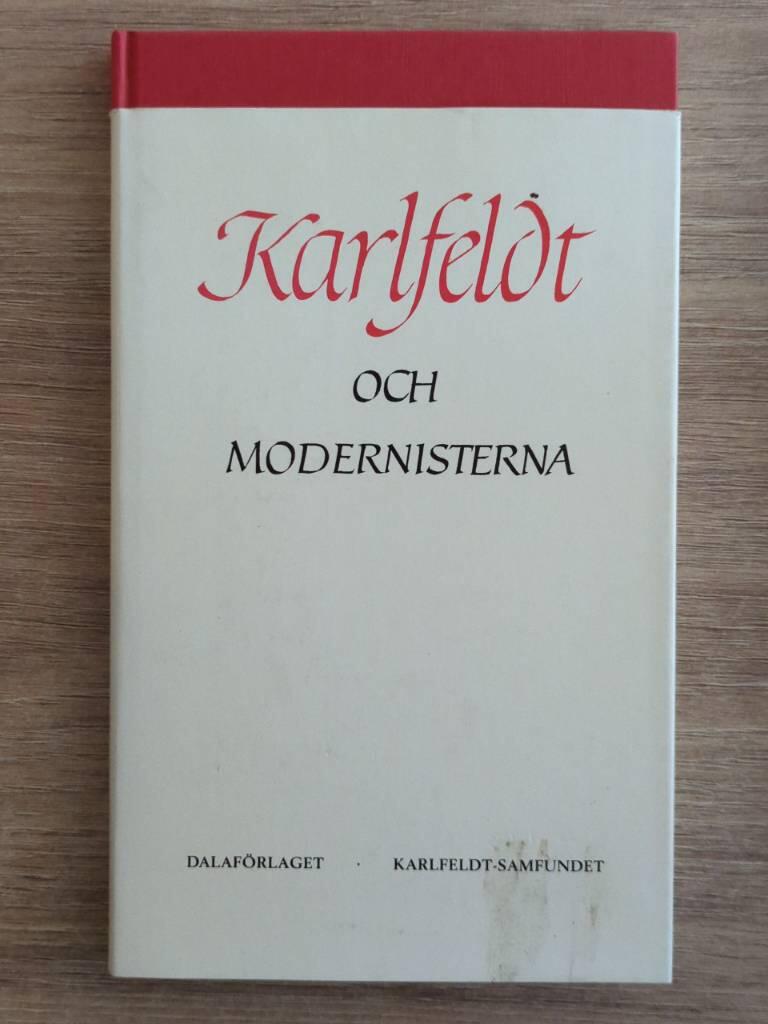 Karlfeldt
OCH
MODERNISTERNA
DALAFÖRLAGET · KARLFELDT-SAMFUNDET